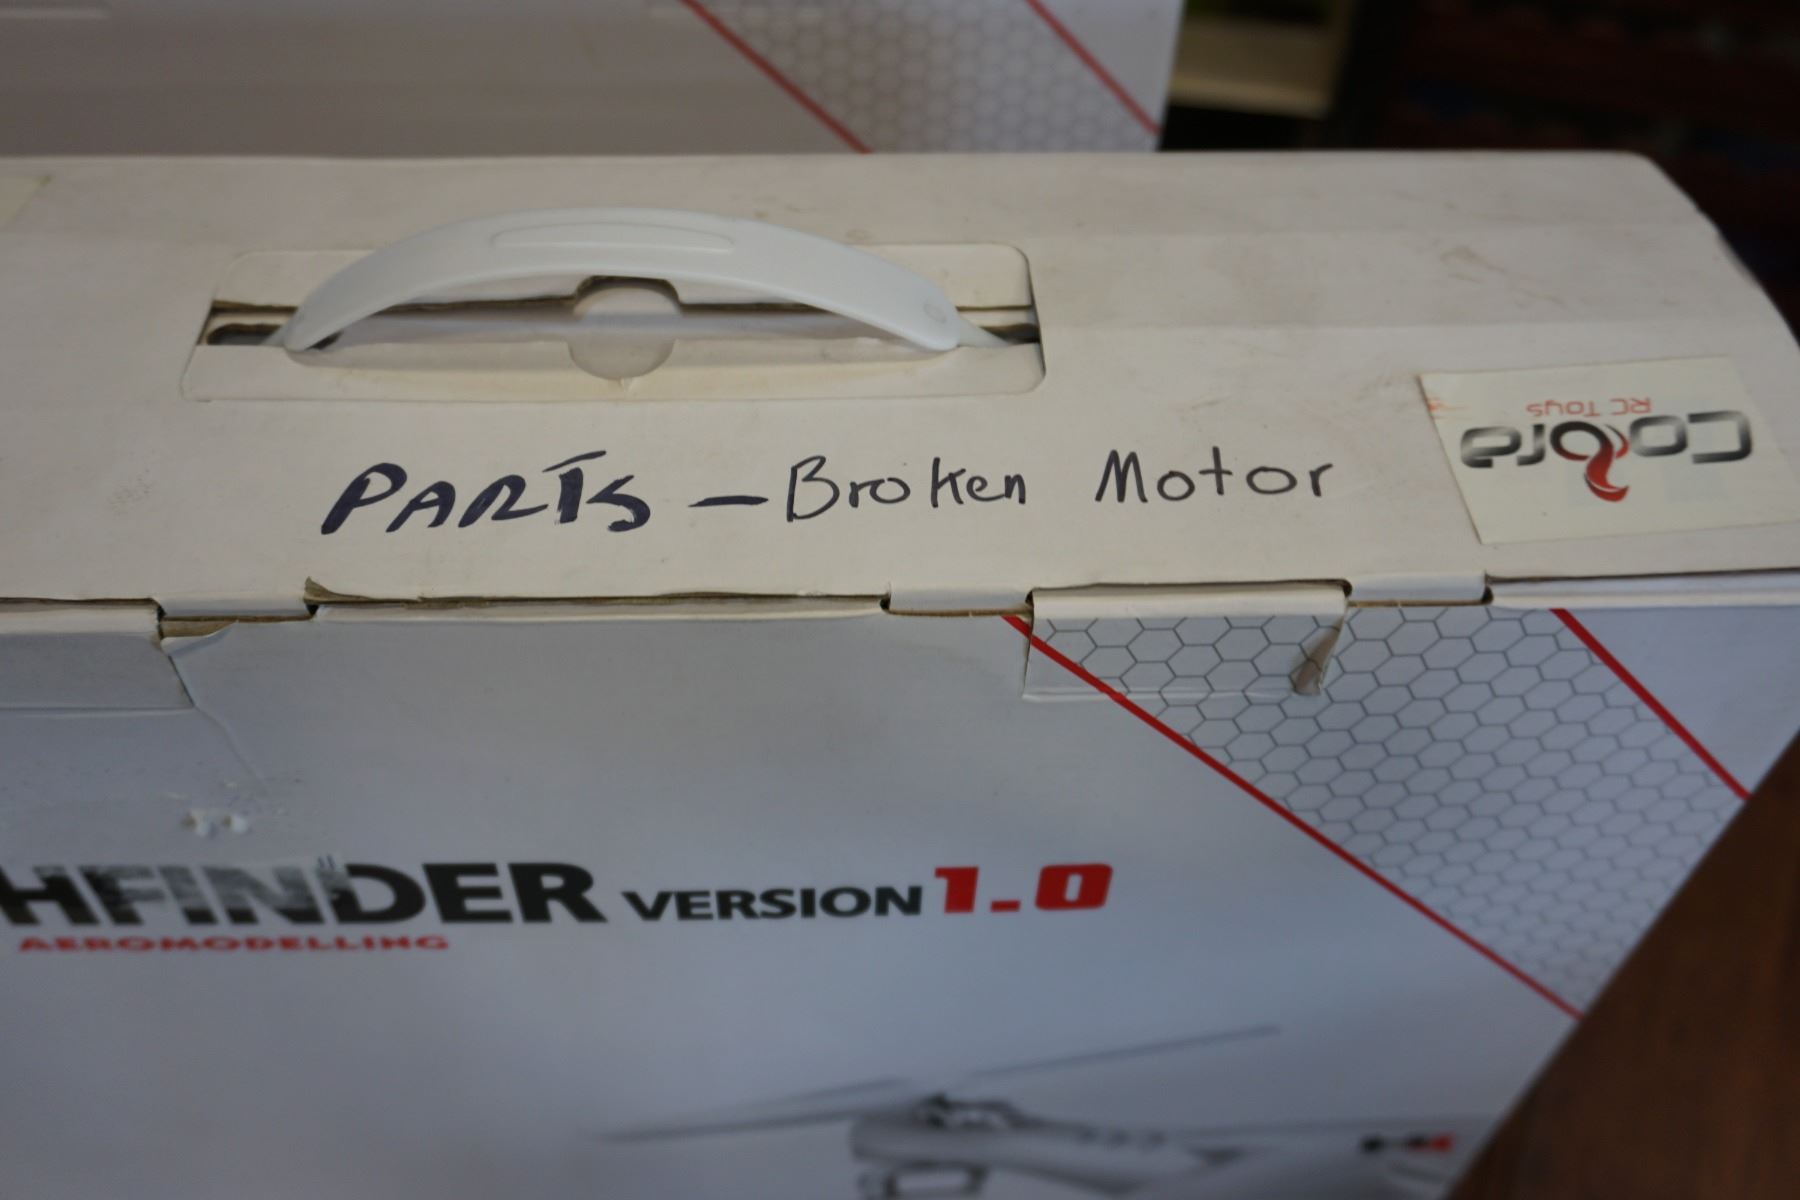 PARTS - Broken Motor
Cobra
RC Toys
HFINDER VERSION 1.0
AEROMODELLING